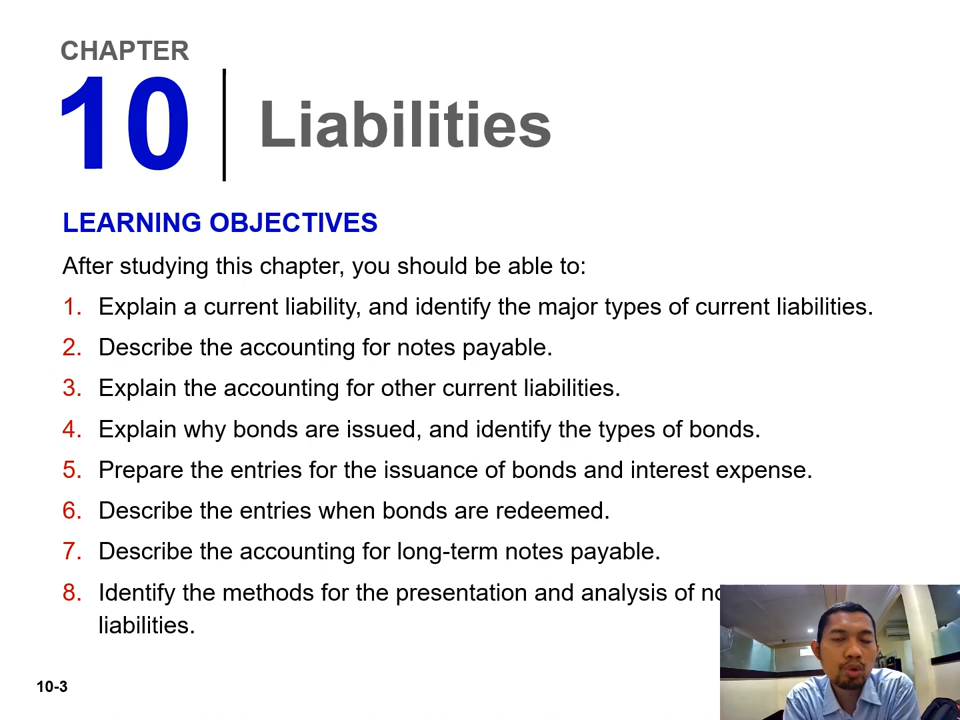 CHAPTER
10
Liabilities
LEARNING OBJECTIVES
After studying this chapter, you should be able to:
1. Explain a current liability, and identify the major types of current liabilities.
2. Describe the accounting for notes payable.
3. Explain the accounting for other current liabilities.
4. Explain why bonds are issued, and identify the types of bonds.
5. Prepare the entries for the issuance of bonds and interest expense.
6. Describe the entries when bonds are redeemed.
7. Describe the accounting for long-term notes payable.
8. Identify the methods for the presentation and analysis of
liabilities.
10-3